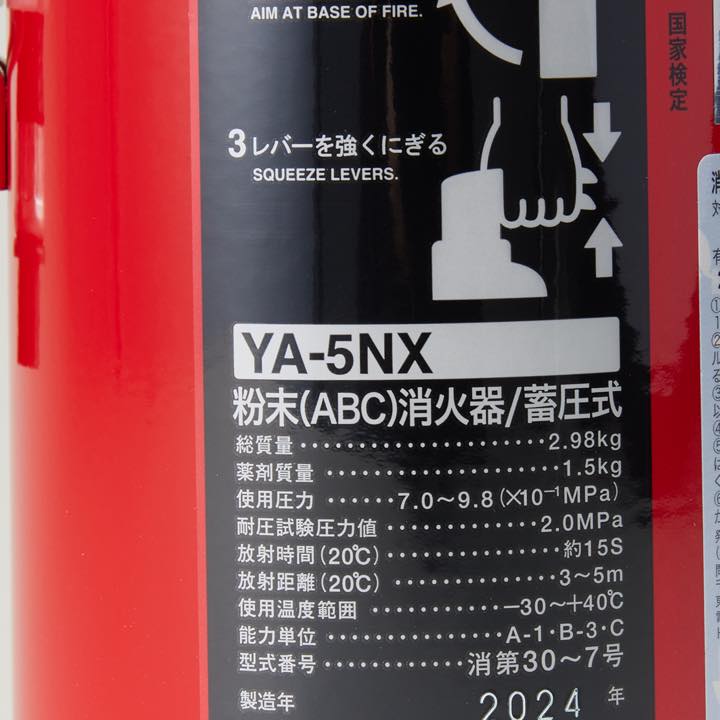 AIM AT BASE OF FIRE.
国家検定
3 レバーを強くにぎる
SQUEEZE LEVERS.
YA-5NX
粉末(ABC)消火器/蓄圧式
総質量・・・・・・・・・・・・・・・・・・・・・・2.98kg
薬剤質量・・・・・・・・・・・・・・・・・・・・・1.5kg
使用圧力・・・・・7.0～9.8(×10⁻¹MPa)
耐圧試験圧力値・・・・・・・・・・・・・2.0MPa
放射時間(20℃)・・・・・・・・・・・・・・・約15S
放射距離(20℃)・・・・・・・・・・・・・・3～5m
使用温度範囲・・・・・・・・・・・・－30～＋40℃
能力単位・・・・・・・・・・・・・・・・A-1・B-3・C
型式番号・・・・・・・・・・・・消第30～7号
製造年 2024 年